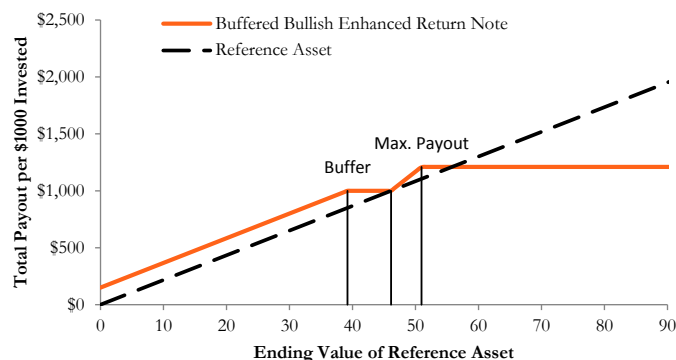 $2,500
$2,000
$1,500
$1,000
$500
$0
Total Payout per $1000 Invested
Buffered Bullish Enhanced Return Note
Reference Asset
Max. Payout
Buffer
0 10 20 30 40 50 60 70 80 90
Ending Value of Reference Asset